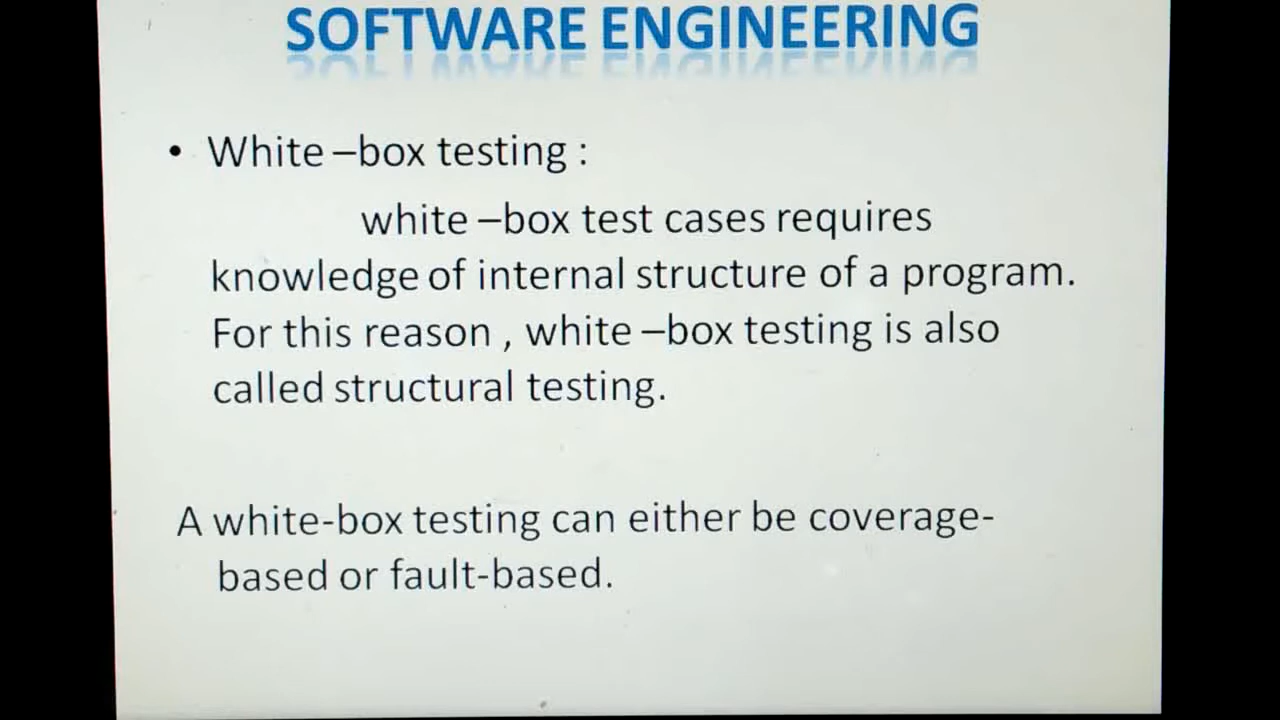 SOFTWARE ENGINEERING
• White –box testing :
white –box test cases requires
knowledge of internal structure of a program.
For this reason , white –box testing is also
called structural testing.
A white-box testing can either be coverage-
based or fault-based.